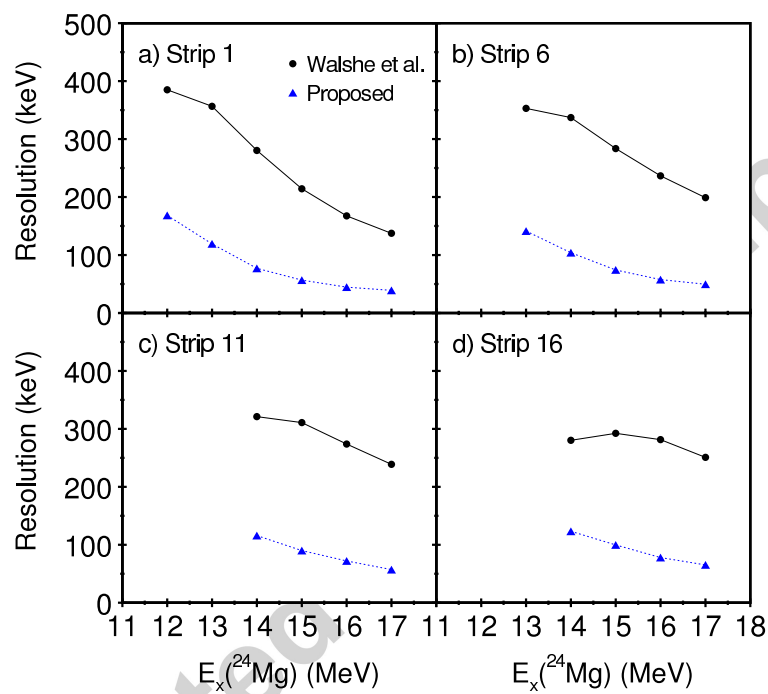 500
400
300
200
100
0
Resolution (keV)
a) Strip 1
Walshe et al.
Proposed
b) Strip 6
400
300
200
100
0
Resolution (keV)
c) Strip 11
d) Strip 16
11 12 13 14 15 16 17 11 12 13 14 15 16 17 18
Eₓ(²⁴Mg) (MeV) Eₓ(²⁴Mg) (MeV)